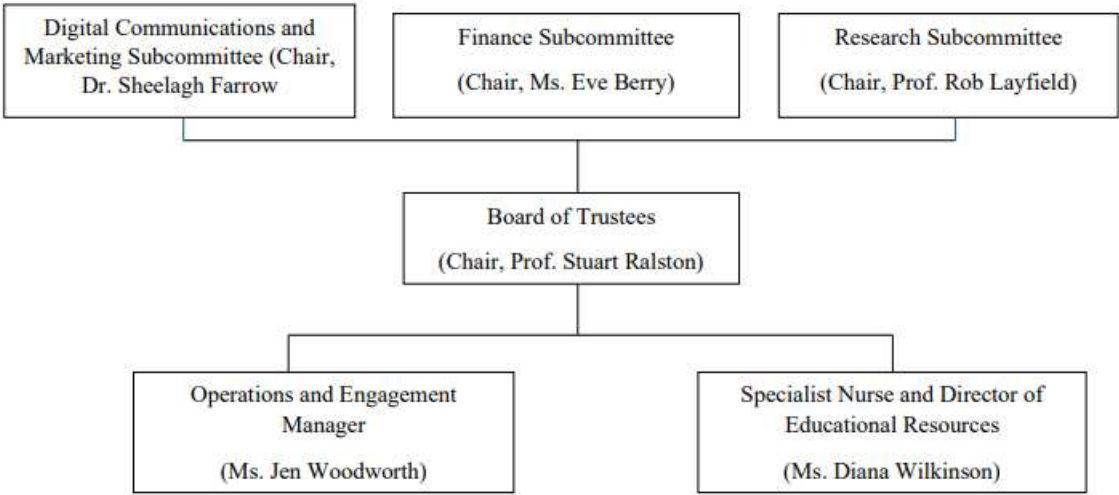 Digital Communications and
Marketing Subcommittee (Chair,
Dr. Sheelagh Farrow
Finance Subcommittee
(Chair, Ms. Eve Berry)
Research Subcommittee
(Chair, Prof. Rob Layfield)
Board of Trustees
(Chair, Prof. Stuart Ralston)
Operations and Engagement
Manager
(Ms. Jen Woodworth)
Specialist Nurse and Director of
Educational Resources
(Ms. Diana Wilkinson)